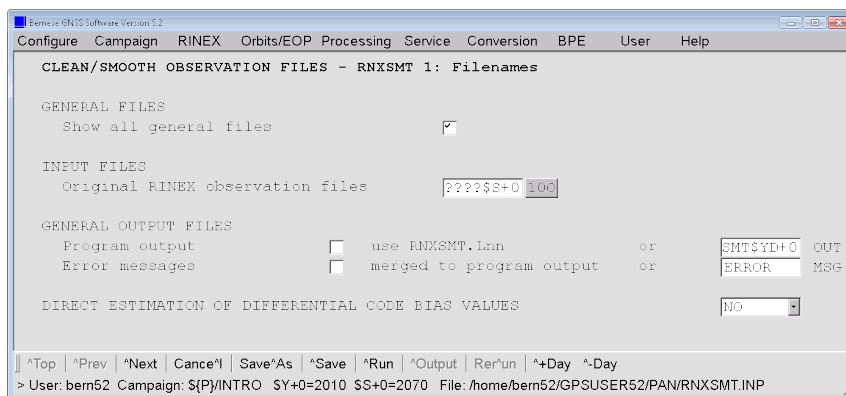 Bernese GNSS Software Version 5.2
Configure Campaign RINEX Orbits/EOP Processing Service Conversion BPE User Help
CLEAN/SMOOTH OBSERVATION FILES - RNXSMT 1: Filenames
GENERAL FILES
Show all general files
INPUT FILES
Original RINEX observation files ????$S+0 10O
GENERAL OUTPUT FILES
Program output use RNXSMT.Lnn or SMT$YD+0 OUT
Error messages merged to program output or ERROR MSG
DIRECT ESTIMATION OF DIFFERENTIAL CODE BIAS VALUES NO
^Top | ^Prev | ^Next | Cance^l | Save^As | ^Save | ^Run | ^Output | Rer^un | ^+Day ^-Day
> User: bern52 Campaign: ${P}/INTRO $Y+0=2010 $S+0=2070 File: /home/bern52/GPSUSER52/PAN/RNXSMT.INP